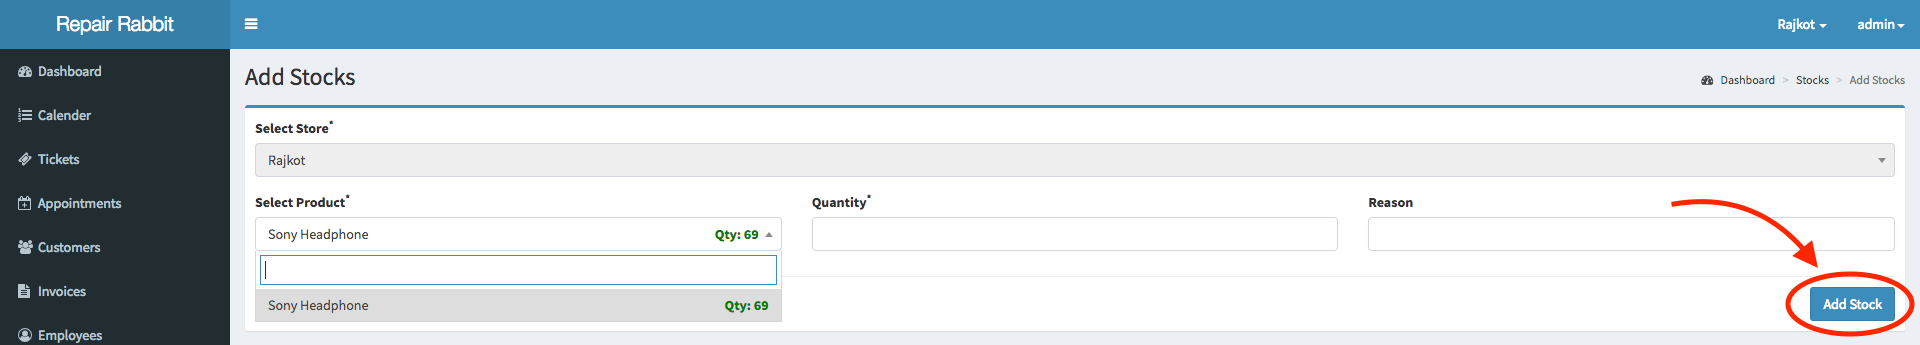 Repair Rabbit
Rajkot
admin
Dashboard
Calender
Tickets
Appointments
Customers
Invoices
Employees
Add Stocks
Dashboard > Stocks > Add Stocks
Select Store*
Rajkot
Select Product* Quantity* Reason
Sony Headphone Qty: 69
Sony Headphone Qty: 69
Add Stock